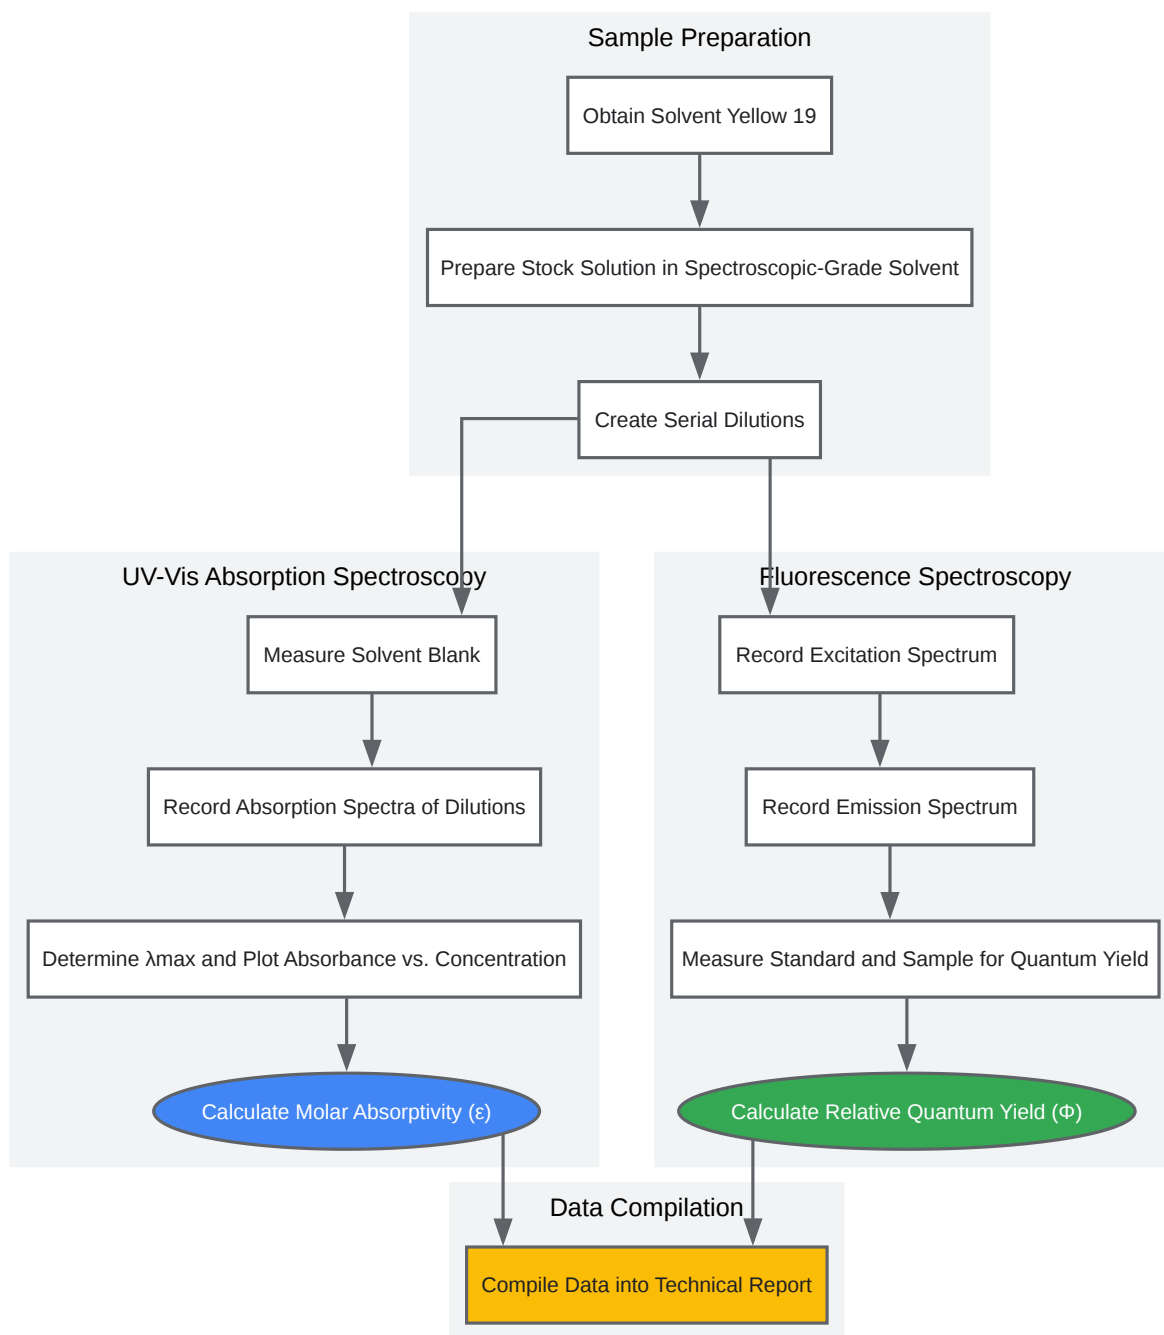 Sample Preparation
Obtain Solvent Yellow 19
Prepare Stock Solution in Spectroscopic-Grade Solvent
Create Serial Dilutions
UV-Vis Absorption Spectroscopy
Measure Solvent Blank
Record Absorption Spectra of Dilutions
Determine λmax and Plot Absorbance vs. Concentration
Calculate Molar Absorptivity (ε)
Fluorescence Spectroscopy
Record Excitation Spectrum
Record Emission Spectrum
Measure Standard and Sample for Quantum Yield
Calculate Relative Quantum Yield (Φ)
Data Compilation
Compile Data into Technical Report